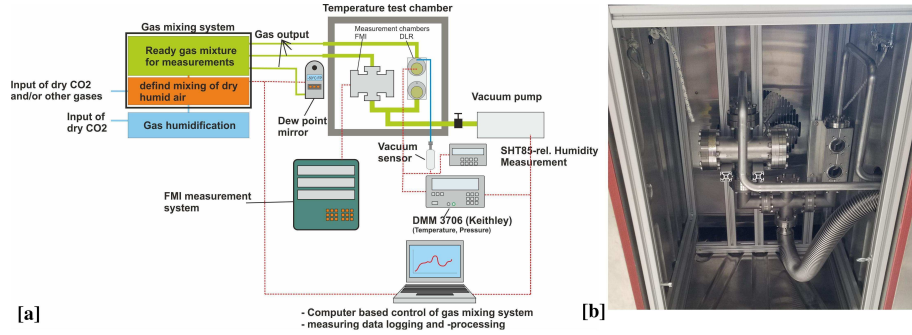 Gas mixing system
Ready gas mixture
for measurements
defind mixing of dry
humid air
Gas humidification
Input of dry CO2
and/or other gases
Input of
dry CO2
Gas output
Dew point
mirror
Temperature test chamber
Measurement chambers
FMI
DLR
Vacuum pump
Vacuum
sensor
SHT85-rel. Humidity
Measurement
FMI measurement
system
DMM 3706 (Keithley)
(Temperature, Pressure)
- Computer based control of gas mixing system
- measuring data logging and -processing
[a]
[b]